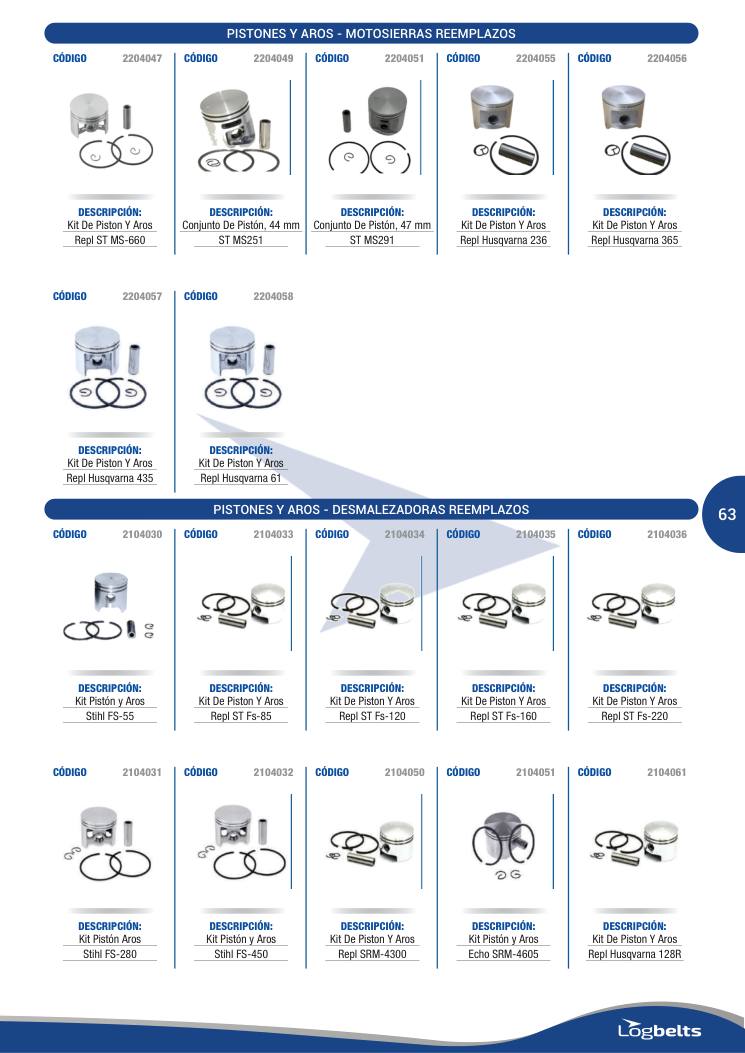 PISTONES Y AROS - MOTOSIERRAS REEMPLAZOS
CÓDIGO 2204047
CÓDIGO 2204049
CÓDIGO 2204051
CÓDIGO 2204055
CÓDIGO 2204056
DESCRIPCIÓN:
Kit De Piston Y Aros
Repl ST MS-660
DESCRIPCIÓN:
Conjunto De Pistón, 44 mm
ST MS251
DESCRIPCIÓN:
Conjunto De Pistón, 47 mm
ST MS291
DESCRIPCIÓN:
Kit De Piston Y Aros
Repl Husqvarna 236
DESCRIPCIÓN:
Kit De Piston Y Aros
Repl Husqvarna 365
CÓDIGO 2204057
CÓDIGO 2204058
DESCRIPCIÓN:
Kit De Piston Y Aros
Repl Husqvarna 435
DESCRIPCIÓN:
Kit De Piston Y Aros
Repl Husqvarna 61
PISTONES Y AROS - DESMALEZADORAS REEMPLAZOS
63
CÓDIGO 2104030
CÓDIGO 2104033
CÓDIGO 2104034
CÓDIGO 2104035
CÓDIGO 2104036
DESCRIPCIÓN:
Kit Pistón y Aros
Stihl FS-55
DESCRIPCIÓN:
Kit De Piston Y Aros
Repl ST Fs-85
DESCRIPCIÓN:
Kit De Piston Y Aros
Repl ST Fs-120
DESCRIPCIÓN:
Kit De Piston Y Aros
Repl ST Fs-160
DESCRIPCIÓN:
Kit De Piston Y Aros
Repl ST Fs-220
CÓDIGO 2104031
CÓDIGO 2104032
CÓDIGO 2104050
CÓDIGO 2104051
CÓDIGO 2104061
DESCRIPCIÓN:
Kit Pistón Aros
Stihl FS-280
DESCRIPCIÓN:
Kit Pistón y Aros
Stihl FS-450
DESCRIPCIÓN:
Kit De Piston Y Aros
Repl SRM-4300
DESCRIPCIÓN:
Kit Pistón y Aros
Echo SRM-4605
DESCRIPCIÓN:
Kit De Piston Y Aros
Repl Husqvarna 128R
Logbelts